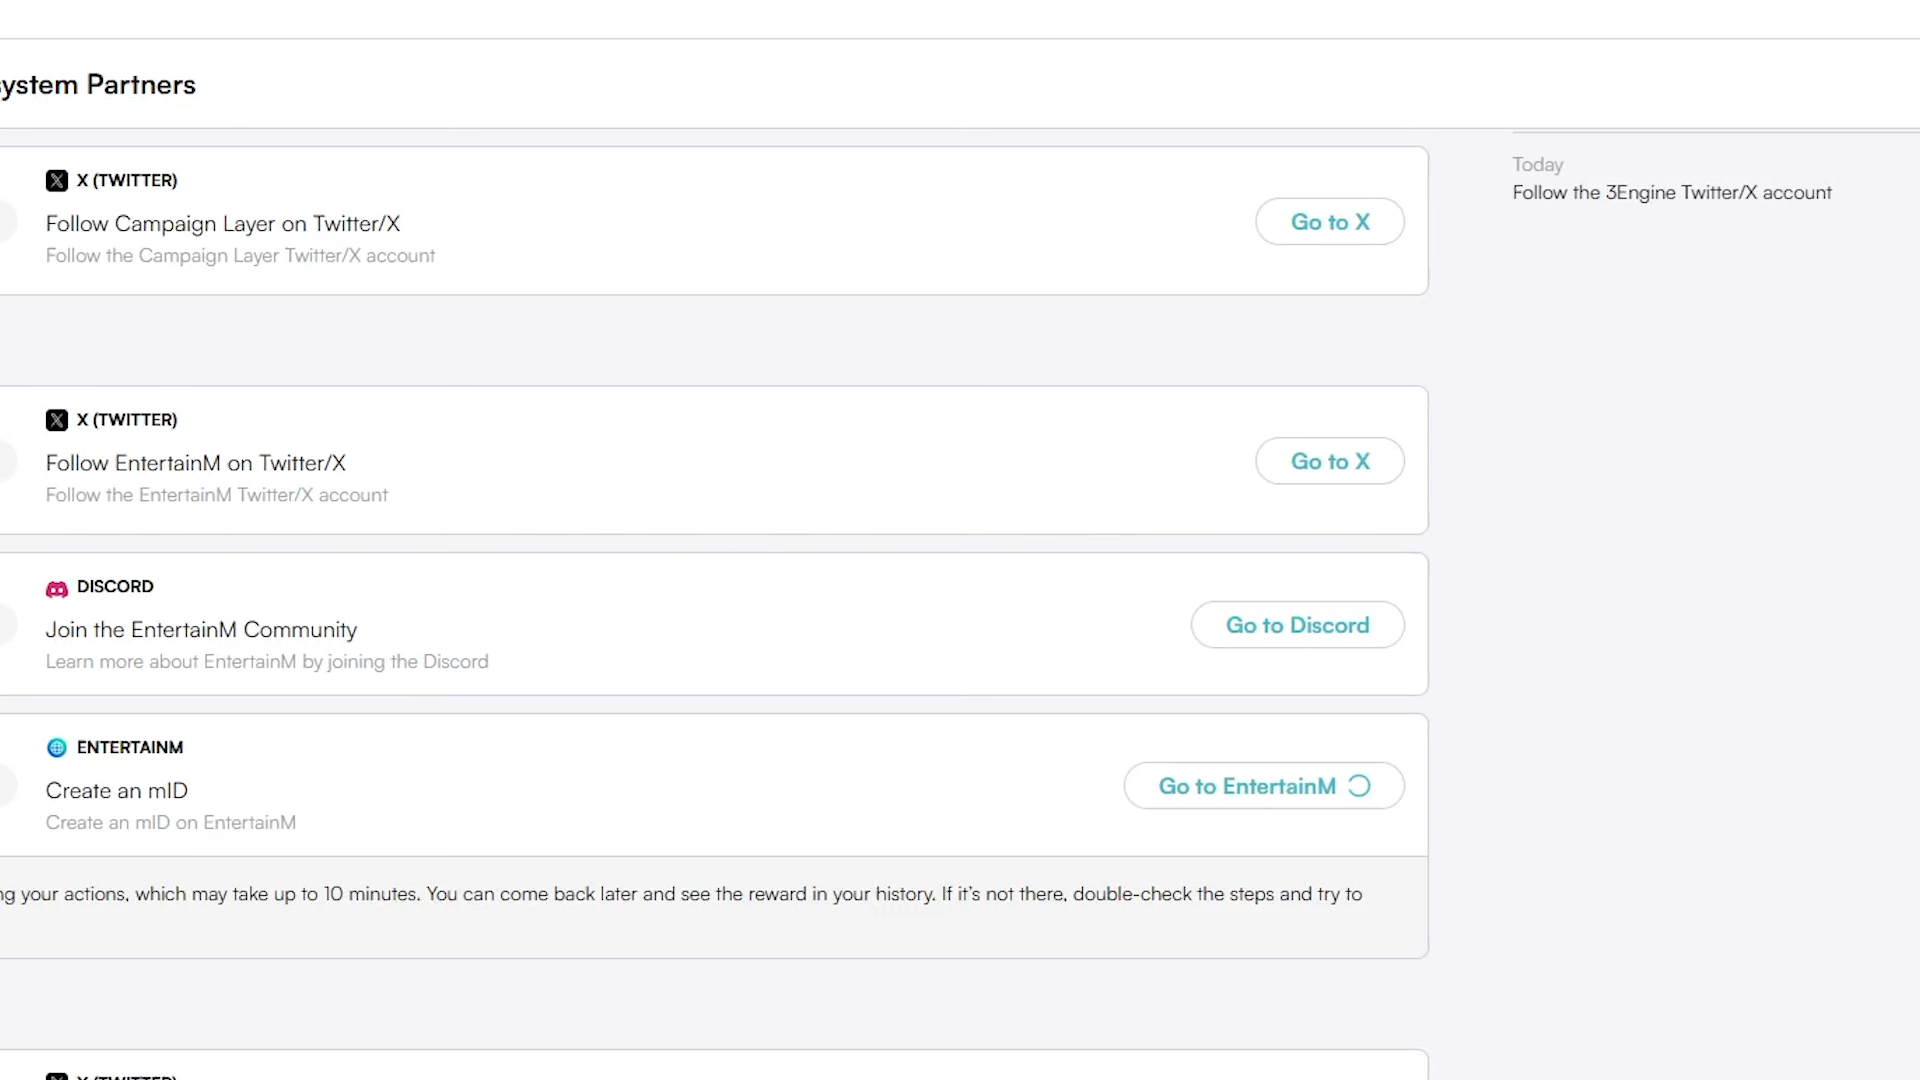 system Partners
Today
Follow the 3Engine Twitter/X account
X (TWITTER)
Follow Campaign Layer on Twitter/X
Follow the Campaign Layer Twitter/X account
Go to X
X (TWITTER)
Follow EntertainM on Twitter/X
Follow the EntertainM Twitter/X account
Go to X
DISCORD
Join the EntertainM Community
Learn more about EntertainM by joining the Discord
Go to Discord
ENTERTAINM
Create an mID
Create an mID on EntertainM
Go to EntertainM
ng your actions, which may take up to 10 minutes. You can come back later and see the reward in your history. If it's not there, double-check the steps and try to
X (TWITTER)